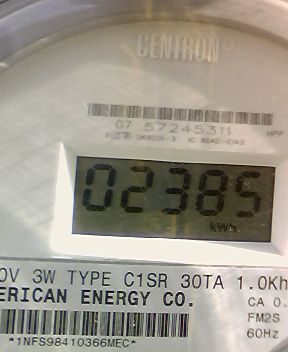 CENTRON®
07 57245311
02385
kWh
0V 3W TYPE C1SR 30TA 1.0Kh
ERICAN ENERGY CO.
CA 0.
FM2S
60Hz
*1NFS98410366MEC*